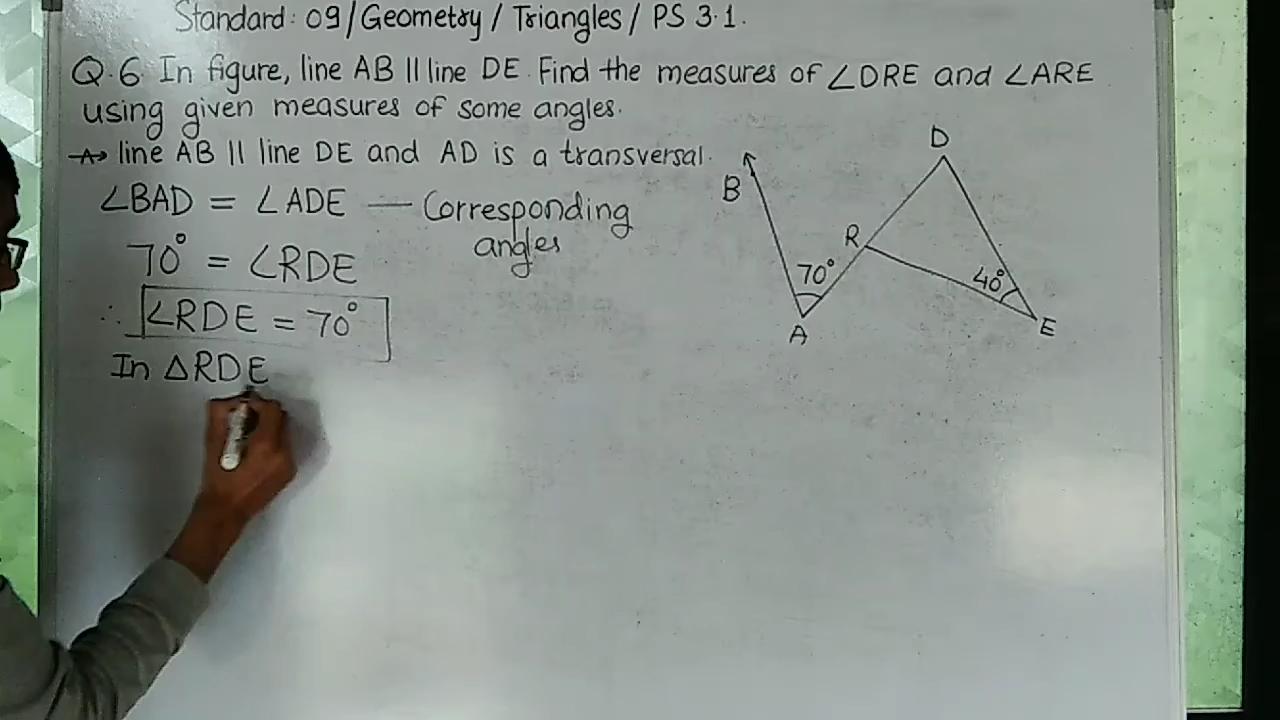 Standard: 09/Geometry/Triangles/PS 3.1.
Q.6 In figure, line AB || line DE. Find the measures of ∠DRE and ∠ARE
using given measures of some angles.
→ line AB || line DE and AD is a transversal.
∠BAD = ∠ADE — Corresponding
angles
70° = ∠RDE
∴ ∠RDE = 70°
In △RDE
D
B
R
70°
40°
A
E